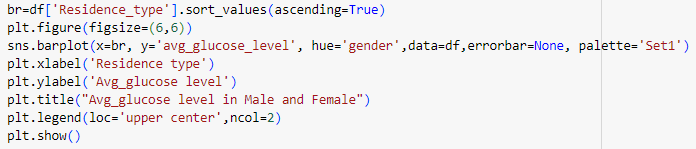 br=df['Residence_type'].sort_values(ascending=True)
plt.figure(figsize=(6,6))
sns.barplot(x=br, y='avg_glucose_level', hue='gender',data=df,errorbar=None, palette='Set1')
plt.xlabel('Residence type')
plt.ylabel('Avg_glucose level')
plt.title("Avg_glucose level in Male and Female")
plt.legend(loc='upper center',ncol=2)
plt.show()